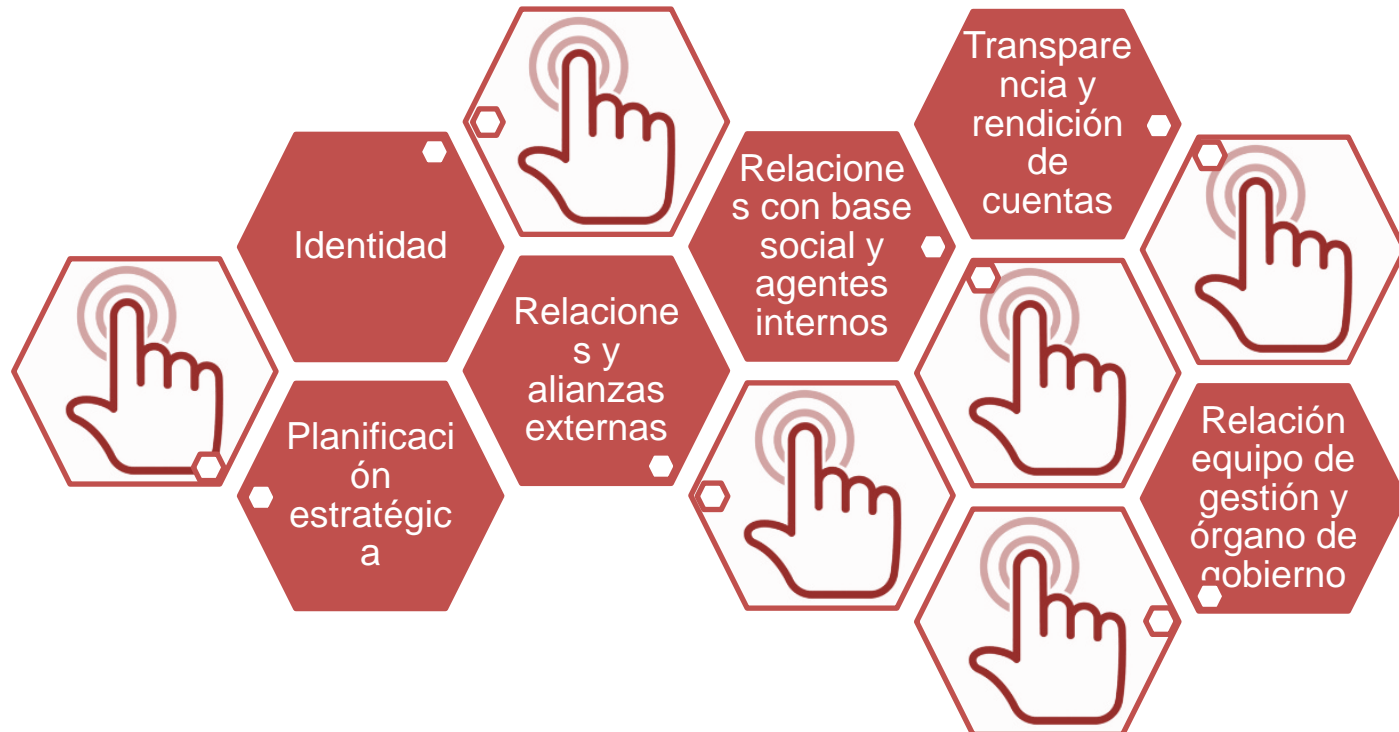 Identidad
Planificaci
ón
estratégic
a
Relacione
s y
alianzas
externas
Relacione
s con base
social y
agentes
internos
Transpare
ncia y
rendición
de
cuentas
Relación
equipo de
gestión y
órgano de
gobierno